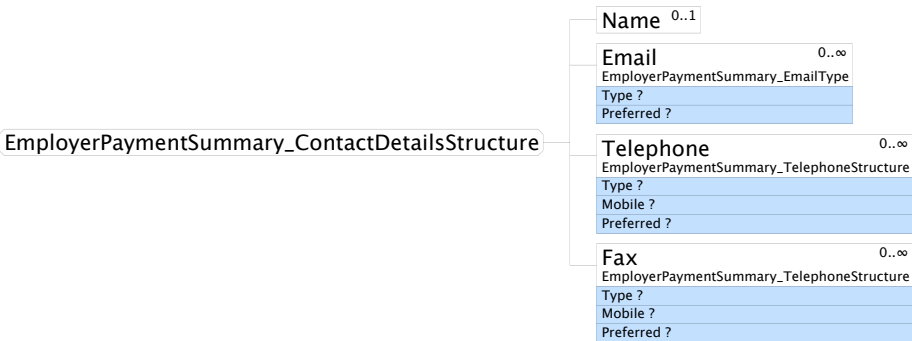 Name 0..1
Email 0..∞
EmployerPaymentSummary_EmailType
Type ?
Preferred ?
EmployerPaymentSummary_ContactDetailsStructure
Telephone 0..∞
EmployerPaymentSummary_TelephoneStructure
Type ?
Mobile ?
Preferred ?
Fax 0..∞
EmployerPaymentSummary_TelephoneStructure
Type ?
Mobile ?
Preferred ?